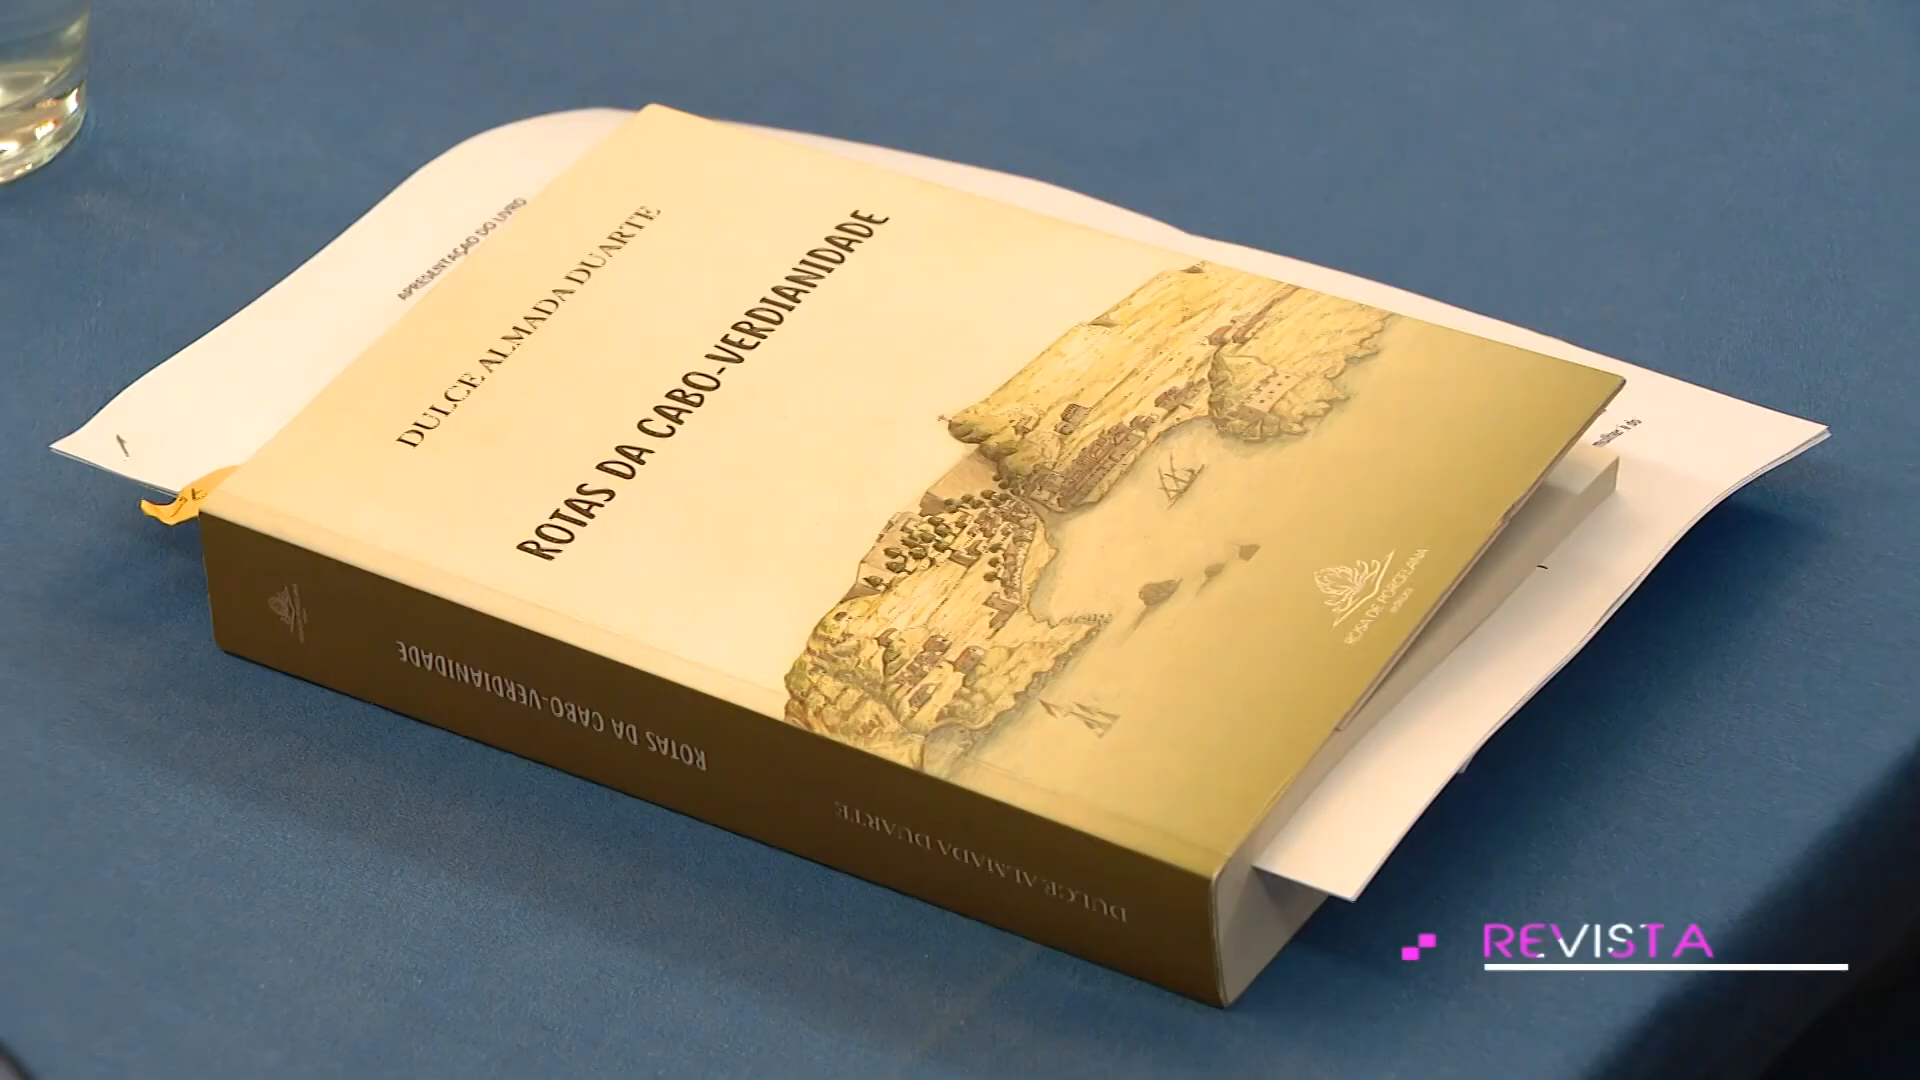 APRESENTAÇÃO DO LIVRO
DULCE ALMADA DUARTE
ROTAS DA CABO-VERDIANIDADE
ROSA DE PORCELANA
editora
ROTAS DA CABO-VERDIANIDADE
DULCE ALMADA DUARTE
REVISTA